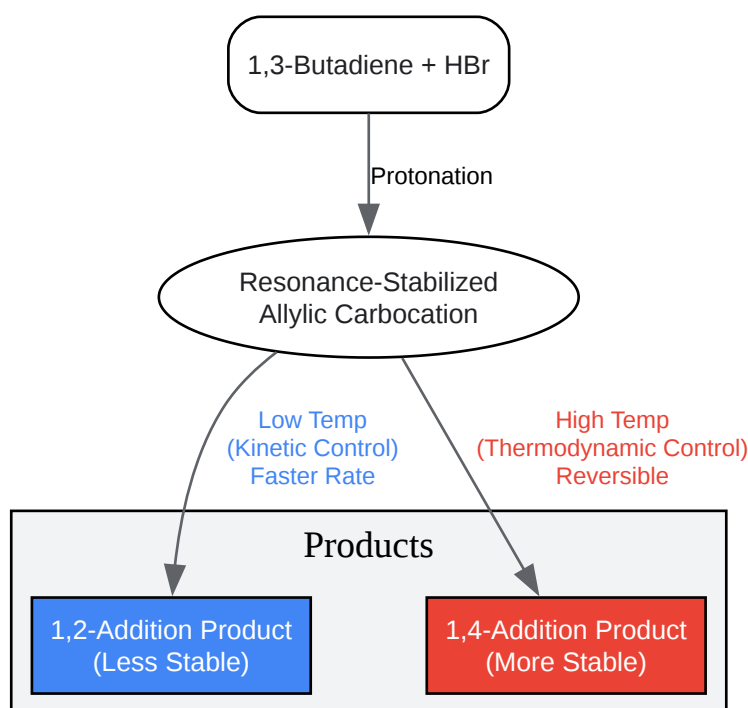 1,3-Butadiene + HBr
Protonation
Resonance-Stabilized
Allylic Carbocation
Low Temp
(Kinetic Control)
Faster Rate
High Temp
(Thermodynamic Control)
Reversible
Products
1,2-Addition Product
(Less Stable)
1,4-Addition Product
(More Stable)